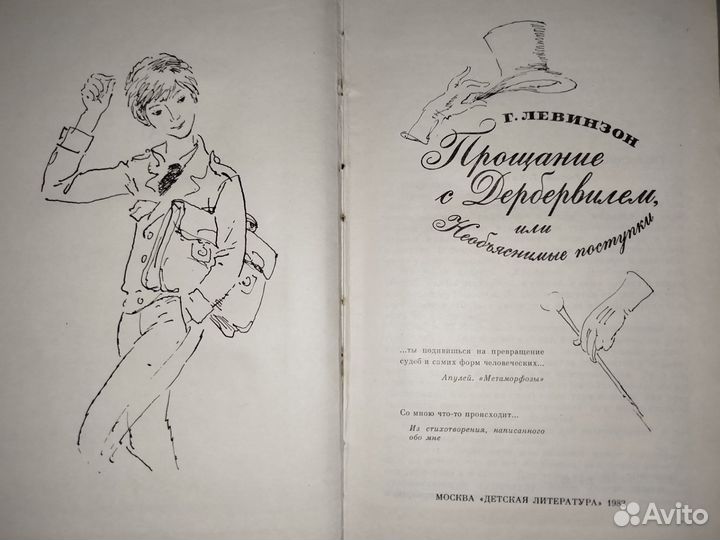 Г. ЛЕВИНЗОН
Прощание
с Дербервилем,
или
Необъяснимые поступки
...ты подивишься на превращение
судеб и самих форм человеческих...
Апулей. «Метаморфозы»
Со мною что-то происходит...
Из стихотворения, написанного
обо мне
МОСКВА «ДЕТСКАЯ ЛИТЕРАТУРА»
Avito